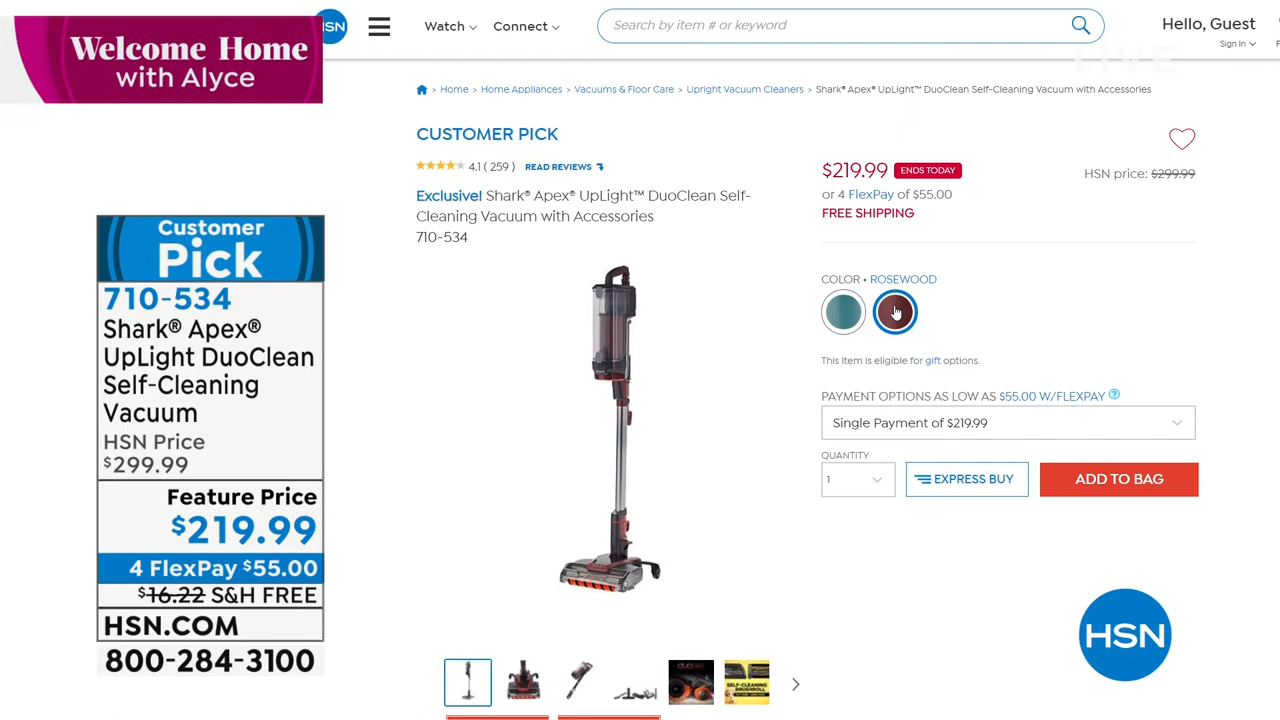 Welcome Home
with Alyce
HSN
Watch
Connect
Search by item # or keyword
Hello, Guest
Sign In
LIVE
> Home > Home Appliances > Vacuums & Floor Care > Upright Vacuum Cleaners > Shark® Apex® UpLight™ DuoClean Self-Cleaning Vacuum with Accessories
CUSTOMER PICK
4.1 ( 259 ) READ REVIEWS
Exclusive! Shark® Apex® UpLight™ DuoClean Self-
Cleaning Vacuum with Accessories
710-534
$219.99 ENDS TODAY
HSN price: $299.99
or 4 FlexPay of $55.00
FREE SHIPPING
COLOR • ROSEWOOD
This item is eligible for gift options.
PAYMENT OPTIONS AS LOW AS $55.00 W/FLEXPAY ?
Single Payment of $219.99
QUANTITY
1
EXPRESS BUY
ADD TO BAG
Customer
Pick
710-534
Shark® Apex®
UpLight DuoClean
Self-Cleaning
Vacuum
HSN Price
$299.99
Feature Price
$219.99
4 FlexPay $55.00
$16.22 S&H FREE
HSN.COM
800-284-3100
HSN
duo
SELF-CLEANING
BRUSHROLL